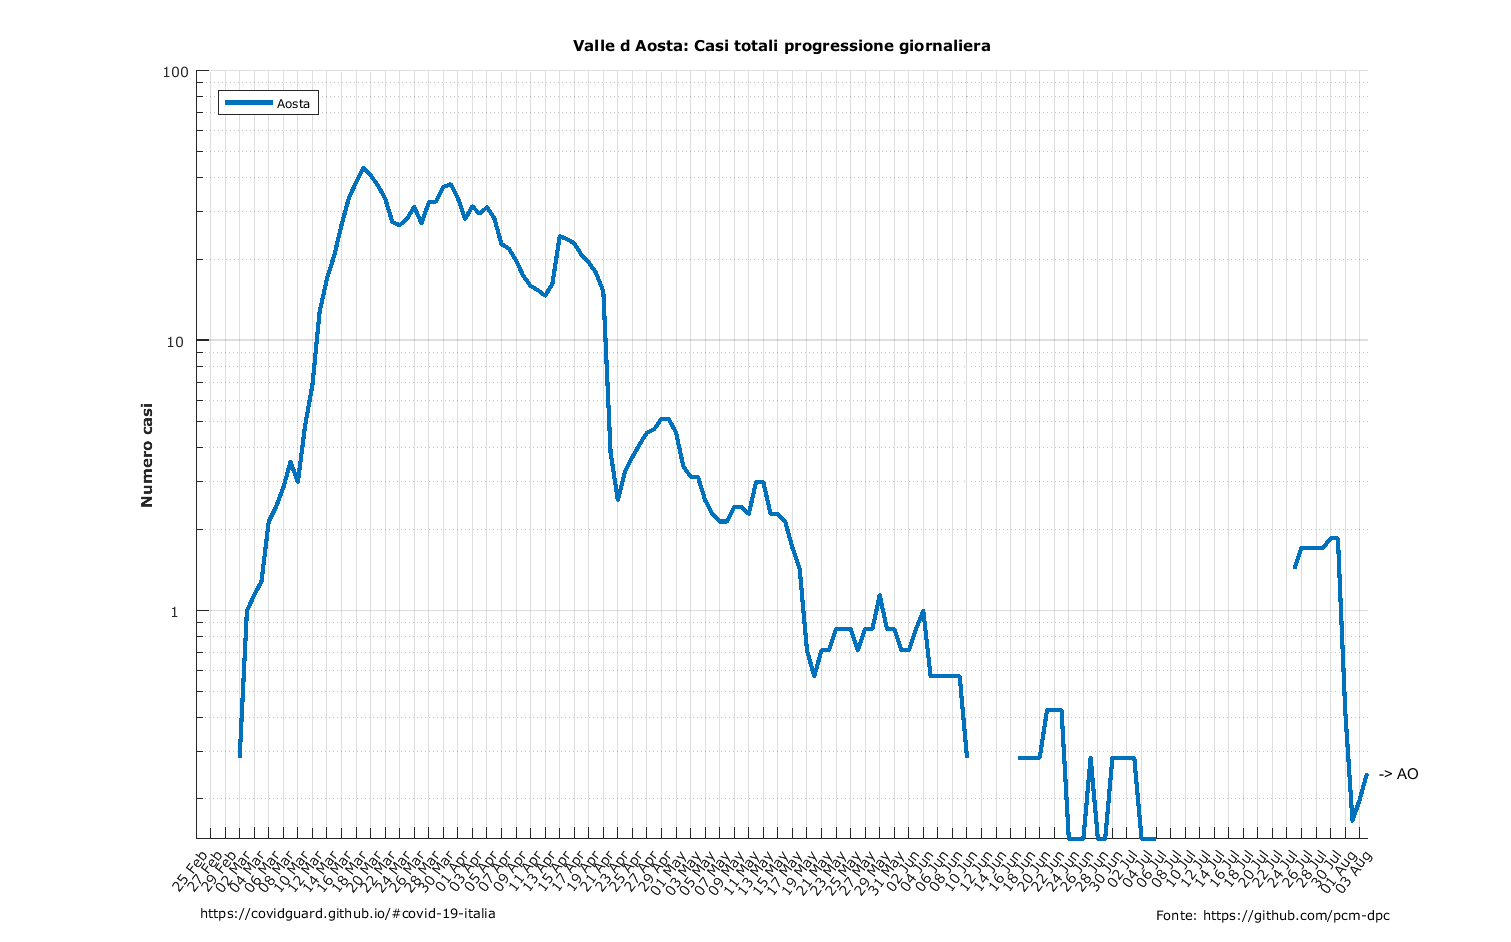 Valle d Aosta: Casi totali progressione giornaliera
100
10
1
Numero casi
Aosta
-> AO
25 Feb
27 Feb
29 Feb
02 Mar
04 Mar
06 Mar
08 Mar
10 Mar
12 Mar
14 Mar
16 Mar
18 Mar
20 Mar
22 Mar
24 Mar
26 Mar
28 Mar
30 Mar
01 Apr
03 Apr
05 Apr
07 Apr
09 Apr
11 Apr
13 Apr
15 Apr
17 Apr
19 Apr
21 Apr
23 Apr
25 Apr
27 Apr
29 Apr
01 May
03 May
05 May
07 May
09 May
11 May
13 May
15 May
17 May
19 May
21 May
23 May
25 May
27 May
29 May
31 May
02 Jun
04 Jun
06 Jun
08 Jun
10 Jun
12 Jun
14 Jun
16 Jun
18 Jun
20 Jun
22 Jun
24 Jun
26 Jun
28 Jun
30 Jun
02 Jul
04 Jul
06 Jul
08 Jul
10 Jul
12 Jul
14 Jul
16 Jul
18 Jul
20 Jul
22 Jul
24 Jul
26 Jul
28 Jul
30 Jul
01 Aug
03 Aug
https://covidguard.github.io/#covid-19-italia
Fonte: https://github.com/pcm-dpc